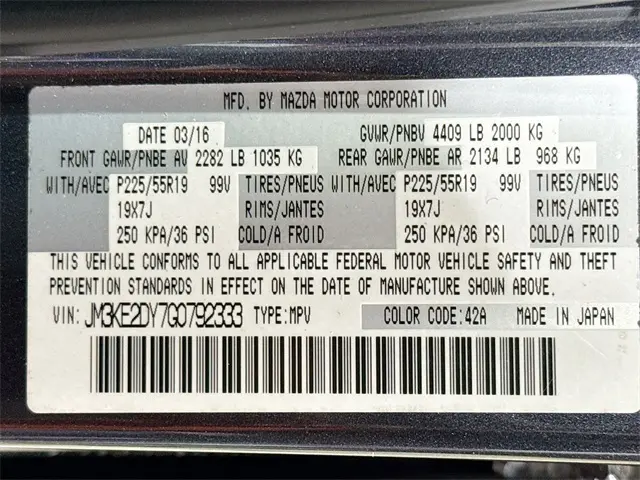 MFD. BY MAZDA MOTOR CORPORATION
DATE 03/16 GVWR/PNBV 4409 LB 2000 KG
FRONT GAWR/PNBE AV 2282 LB 1035 KG REAR GAWR/PNBE AR 2134 LB 968 KG
WITH/AVEC P225/55R19 99V TIRES/PNEUS WITH/AVEC P225/55R19 99V TIRES/PNEUS
19X7J RIMS/JANTES 19X7J RIMS/JANTES
250 KPA/36 PSI COLD/A FROID 250 KPA/36 PSI COLD/A FROID
THIS VEHICLE CONFORMS TO ALL APPLICABLE FEDERAL MOTOR VEHICLE SAFETY AND THEFT
PREVENTION STANDARDS IN EFFECT ON THE DATE OF MANUFACTURE SHOWN ABOVE.
VIN: JM3KE2DY7G0792333 TYPE:MPV COLOR CODE:42A MADE IN JAPAN